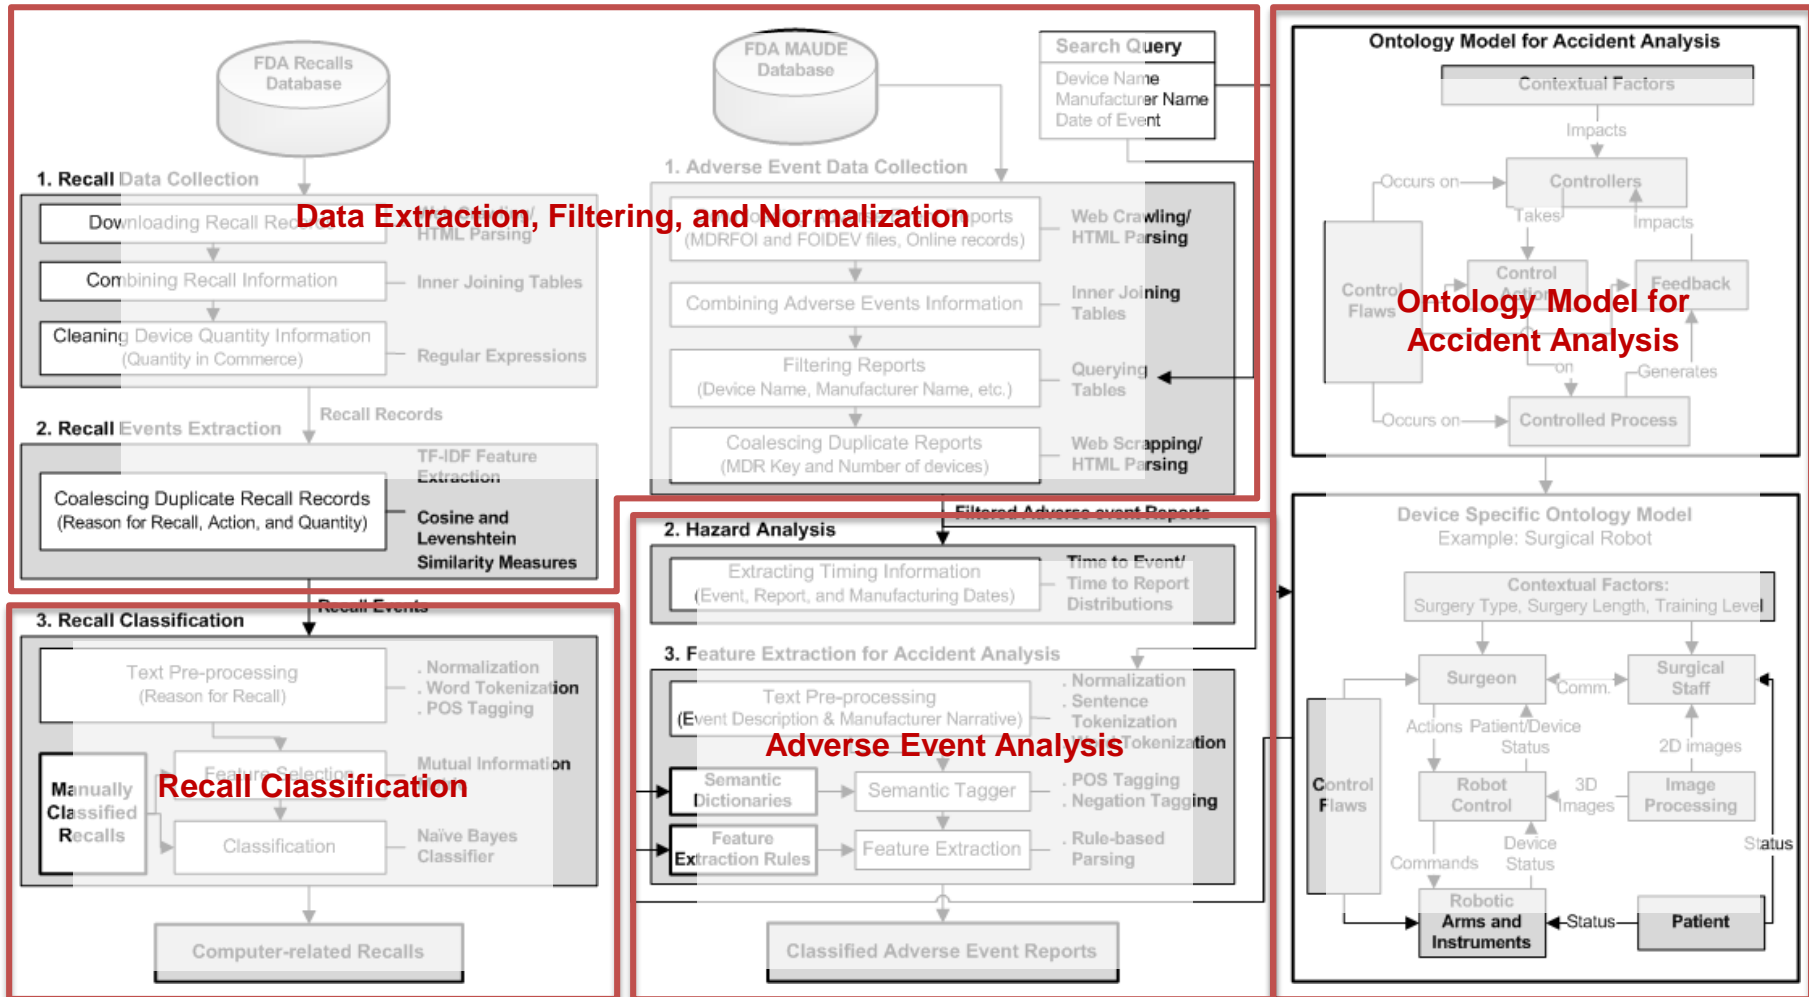 FDA Recalls
Database
1. Recall Data Collection
Downloading Recall Records
HTML Parsing
Combining Recall Information
Inner Joining Tables
Cleaning Device Quantity Information
(Quantity in Commerce)
Regular Expressions
Recall Records
2. Recall Events Extraction
Coalescing Duplicate Recall Records
(Reason for Recall, Action, and Quantity)
TF-IDF Feature
Extraction
Cosine and
Levenshtein
Similarity Measures
Recall Events
FDA MAUDE
Database
Search Query
Device Name
Manufacturer Name
Date of Event
1. Adverse Event Data Collection
Data Extraction, Filtering, and Normalization
(MDRFOI and FOIDEV files, Online records)
Web Crawling/
HTML Parsing
Combining Adverse Events Information
Inner Joining
Tables
Filtering Reports
(Device Name, Manufacturer Name, etc.)
Querying
Tables
Coalescing Duplicate Reports
(MDR Key and Number of devices)
Web Scrapping/
HTML Parsing
Filtered Adverse event Reports
3. Recall Classification
Text Pre-processing
(Reason for Recall)
. Normalization
. Word Tokenization
. POS Tagging
Manually
Classified
Recalls
Feature Selection
Mutual Information
Recall Classification
Classification
Naïve Bayes
Classifier
Computer-related Recalls
2. Hazard Analysis
Extracting Timing Information
(Event, Report, and Manufacturing Dates)
Time to Event/
Time to Report
Distributions
3. Feature Extraction for Accident Analysis
Text Pre-processing
(Event Description & Manufacturer Narrative)
. Normalization
. Sentence
Tokenization
. Word Tokenization
Adverse Event Analysis
Semantic
Dictionaries
Semantic Tagger
. POS Tagging
. Negation Tagging
Feature
Extraction Rules
Feature Extraction
. Rule-based
Parsing
Classified Adverse Event Reports
Ontology Model for Accident Analysis
Contextual Factors
Impacts
Occurs on
Controllers
Takes
Impacts
Control
Flaws
Control
Action
Feedback
Ontology Model for
Accident Analysis
on
Generates
Occurs on
Controlled Process
Device Specific Ontology Model
Example: Surgical Robot
Contextual Factors:
Surgery Type, Surgery Length, Training Level
Surgeon
Comm.
Surgical
Staff
Actions
Patient/Device
Status
2D images
Control
Flaws
Robot
Control
3D
Images
Image
Processing
Commands
Device
Status
Status
Robotic
Arms and
Instruments
Status
Patient